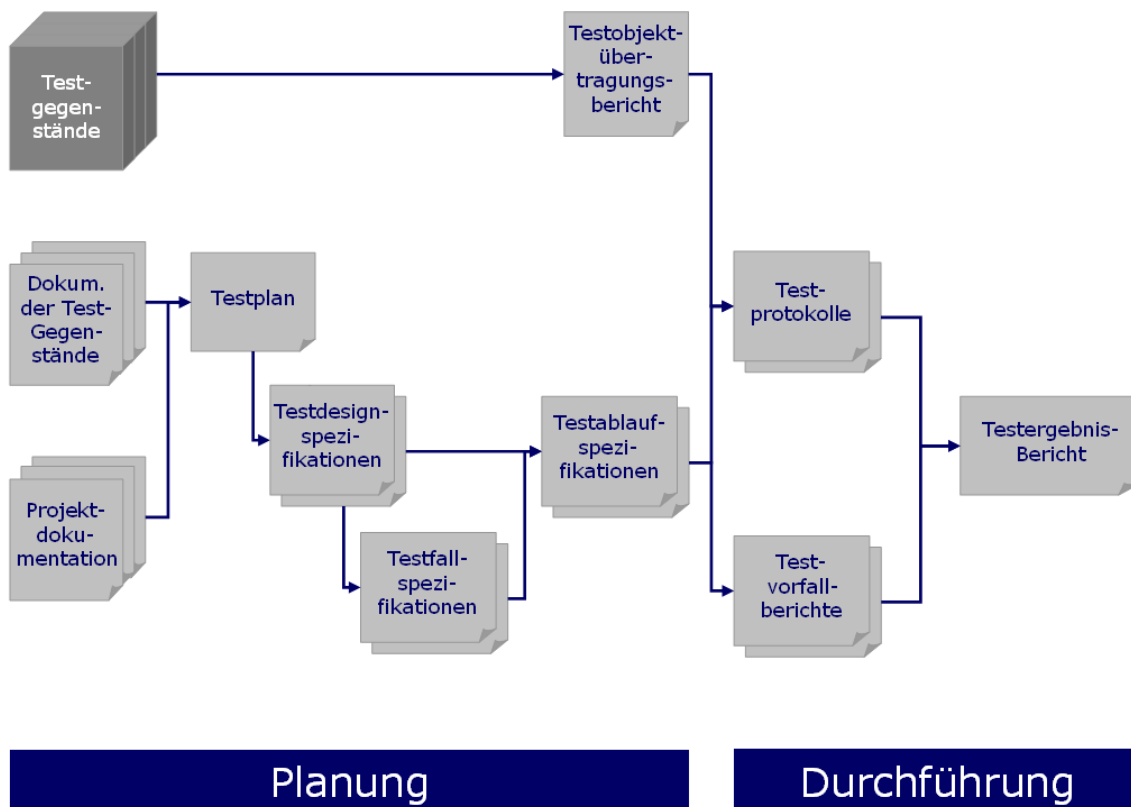 Test-
gegen-
stände
Testobjekt-
über-
tragungs-
bericht
Dokum.
der Test-
Gegen-
stände
Testplan
Test-
protokolle
Testdesign-
spezi-
fikationen
Testablauf-
spezi-
fikationen
Testergebnis-
Bericht
Projekt-
doku-
mentation
Testfall-
spezi-
fikationen
Test-
vorfall-
berichte
Planung
Durchführung